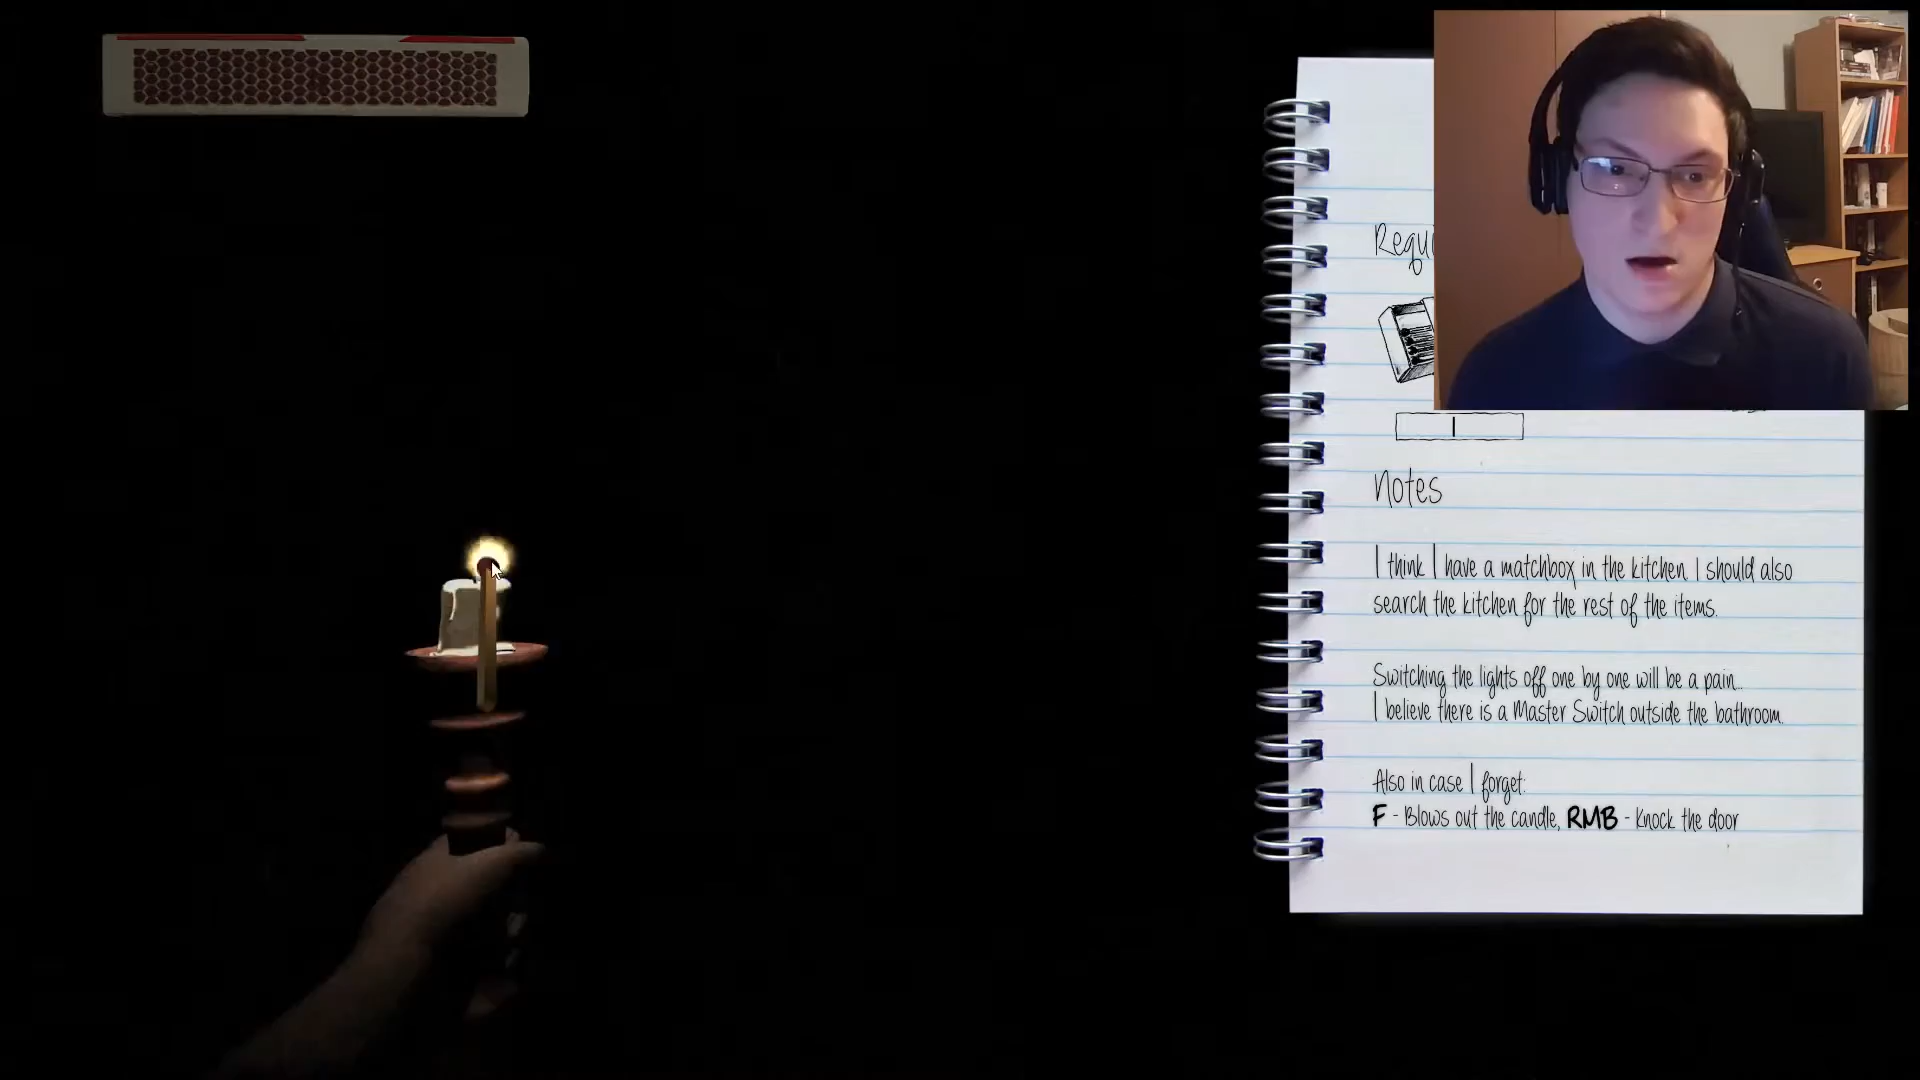 Notes
I think I have a matchbox in the kitchen. I should also
search the kitchen for the rest of the items.
Switching the lights off one by one will be a pain...
I believe there is a Master Switch outside the bathroom.
Also in case I forget:
F - Blows out the candle, RMB - Knock the door